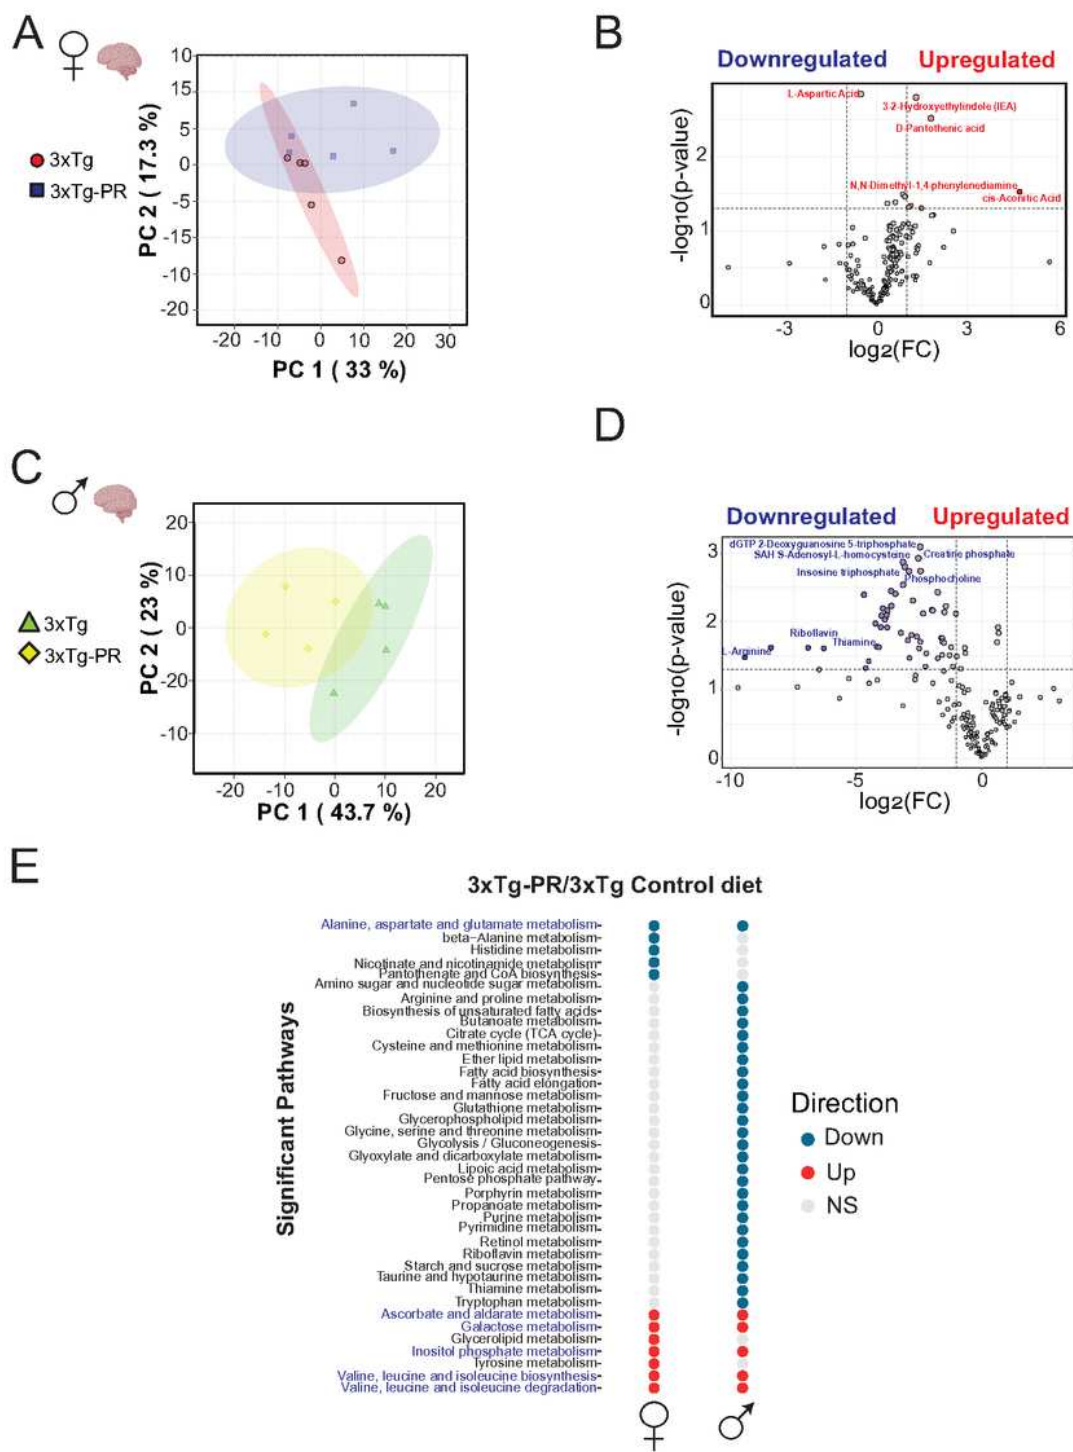 A
♀
3xTg
3xTg-PR
PC 2 ( 17.3 %)
10
15
5
0
-5
-15
-10
-20
-20 -10 0 10 20 30
PC 1 ( 33 %)
B
Downregulated Upregulated
L-Aspartic Acid
3-2-Hydroxyethylindole (IEA)
D-Pantothenic acid
N,N-Dimethyl-1,4-phenylenediamine
cis-Aconitic Acid
-log10(p-value)
2
1
0
-3 0 3 6
log2(FC)
C
♂
3xTg
3xTg-PR
PC 2 ( 23 %)
20
10
0
-20
-10
-20 -10 0 10 20
PC 1 ( 43.7 %)
D
Downregulated Upregulated
dGTP 2-Deoxyguanosine 5-triphosphate
SAH S-Adenosyl-L-homocysteine
Creatine phosphate
Insosine triphosphate
Phosphocholine
Riboflavin
Thiamine
L-Arginine
-log10(p-value)
3
2
1
0
-10 -5 0
log2(FC)
E
3xTg-PR/3xTg Control diet
Significant Pathways
Alanine, aspartate and glutamate metabolism-
beta-Alanine metabolism-
Histidine metabolism-
Nicotinate and nicotinamide metabolism-
Pantothenate and CoA biosynthesis-
Amino sugar and nucleotide sugar metabolism-
Arginine and proline metabolism-
Biosynthesis of unsaturated fatty acids-
Butanoate metabolism-
Citrate cycle (TCA cycle)-
Cysteine and methionine metabolism-
Ether lipid metabolism-
Fatty acid biosynthesis-
Fatty acid elongation-
Fructose and mannose metabolism-
Glutathione metabolism-
Glycerophospholipid metabolism-
Glycine, serine and threonine metabolism-
Glycolysis / Gluconeogenesis-
Glyoxylate and dicarboxylate metabolism-
Lipoic acid metabolism-
Pentose phosphate pathway-
Porphyrin metabolism-
Propanoate metabolism-
Purine metabolism-
Pyrimidine metabolism-
Retinol metabolism-
Riboflavin metabolism-
Starch and sucrose metabolism-
Taurine and hypotaurine metabolism-
Thiamine metabolism-
Tryptophan metabolism-
Ascorbate and aldarate metabolism-
Galactose metabolism-
Glycerolipid metabolism-
Inositol phosphate metabolism-
Tyrosine metabolism-
Valine, leucine and isoleucine biosynthesis-
Valine, leucine and isoleucine degradation-
♀ ♂
Direction
Down
Up
NS